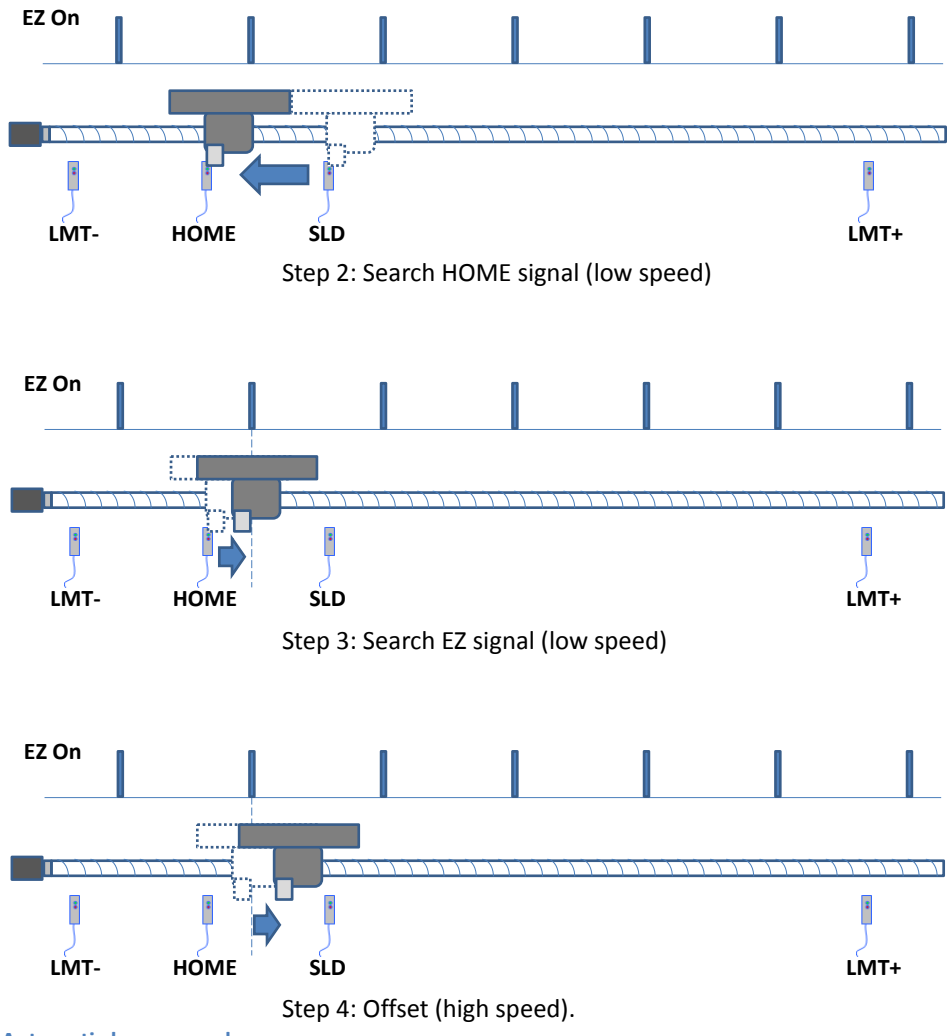 EZ On
LMT- HOME SLD LMT+
Step 2: Search HOME signal (low speed)
EZ On
LMT- HOME SLD LMT+
Step 3: Search EZ signal (low speed)
EZ On
LMT- HOME SLD LMT+
Step 4: Offset (high speed).